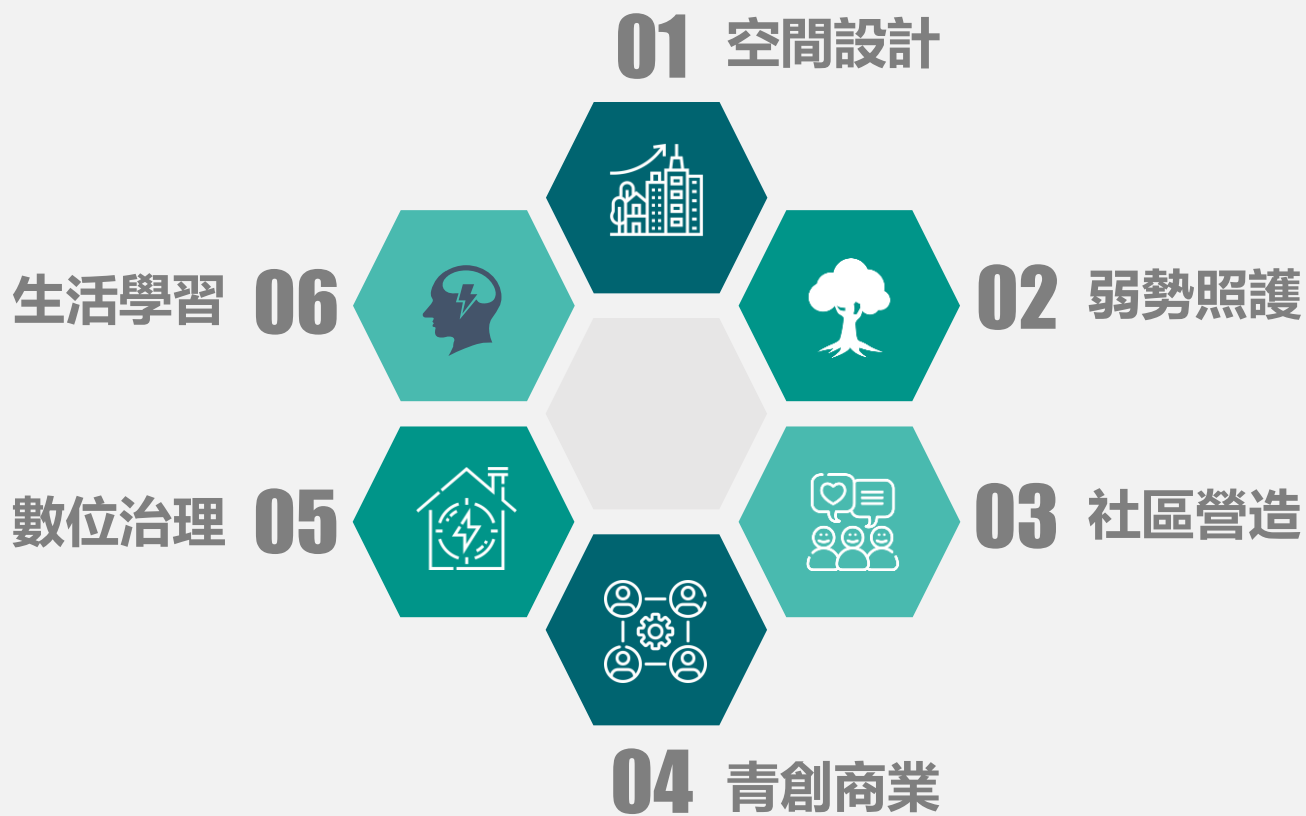 01 空間設計
02 弱勢照護
03 社區營造
04 青創商業
05 數位治理
06 生活學習